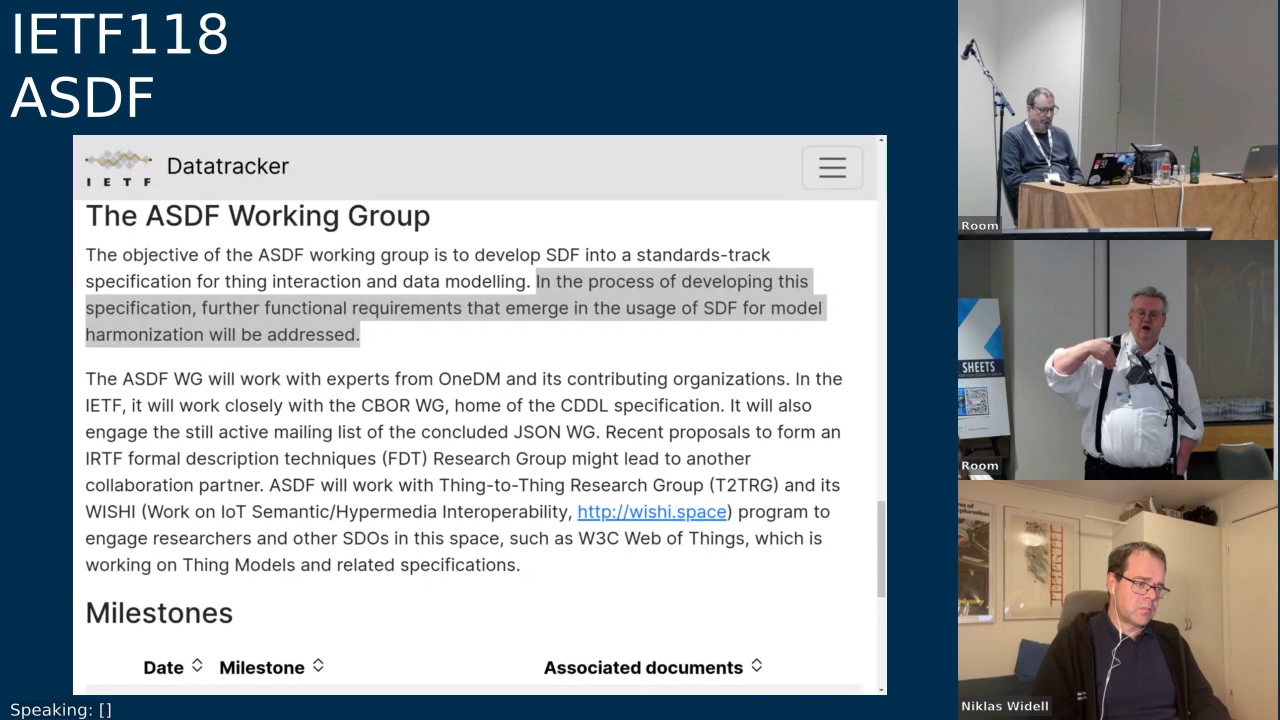 IETF118
ASDF
IETF
Datatracker
The ASDF Working Group
The objective of the ASDF working group is to develop SDF into a standards-track
specification for thing interaction and data modelling. In the process of developing this
specification, further functional requirements that emerge in the usage of SDF for model
harmonization will be addressed.
The ASDF WG will work with experts from OneDM and its contributing organizations. In the
IETF, it will work closely with the CBOR WG, home of the CDDL specification. It will also
engage the still active mailing list of the concluded JSON WG. Recent proposals to form an
IRTF formal description techniques (FDT) Research Group might lead to another
collaboration partner. ASDF will work with Thing-to-Thing Research Group (T2TRG) and its
WISHI (Work on IoT Semantic/Hypermedia Interoperability, http://wishi.space) program to
engage researchers and other SDOs in this space, such as W3C Web of Things, which is
working on Thing Models and related specifications.
Milestones
Date Milestone Associated documents
Speaking: []
Room
SHEETS
Room
Niklas Widell